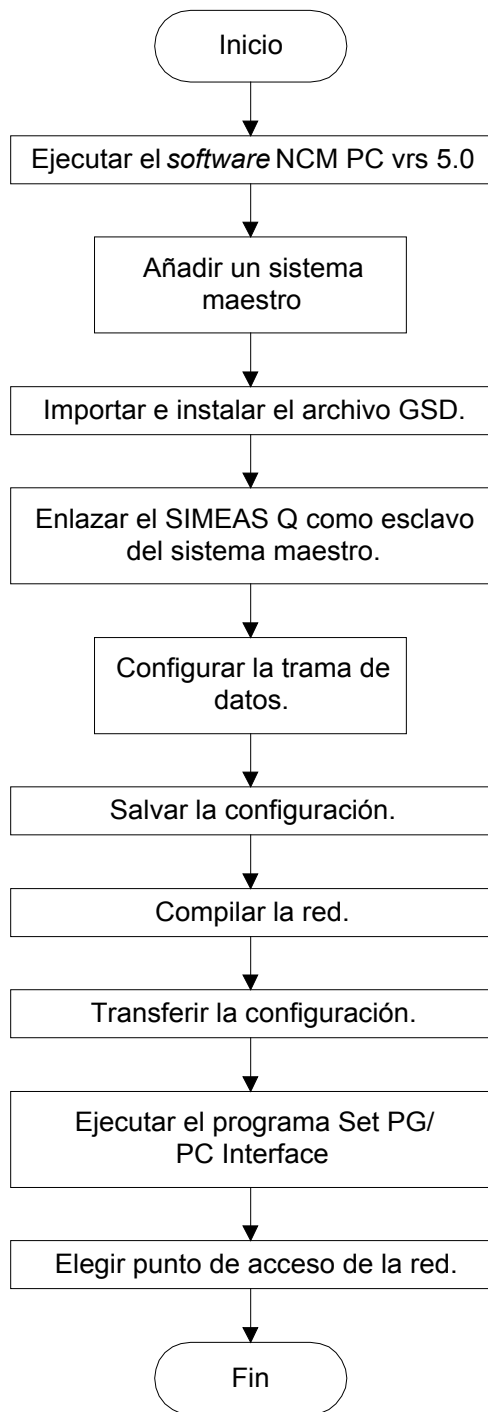 Inicio
Ejecutar el software NCM PC vrs 5.0
Añadir un sistema
maestro
Importar e instalar el archivo GSD.
Enlazar el SIMEAS Q como esclavo
del sistema maestro.
Configurar la trama de
datos.
Salvar la configuración.
Compilar la red.
Transferir la configuración.
Ejecutar el programa Set PG/
PC Interface
Elegir punto de acceso de la red.
Fin